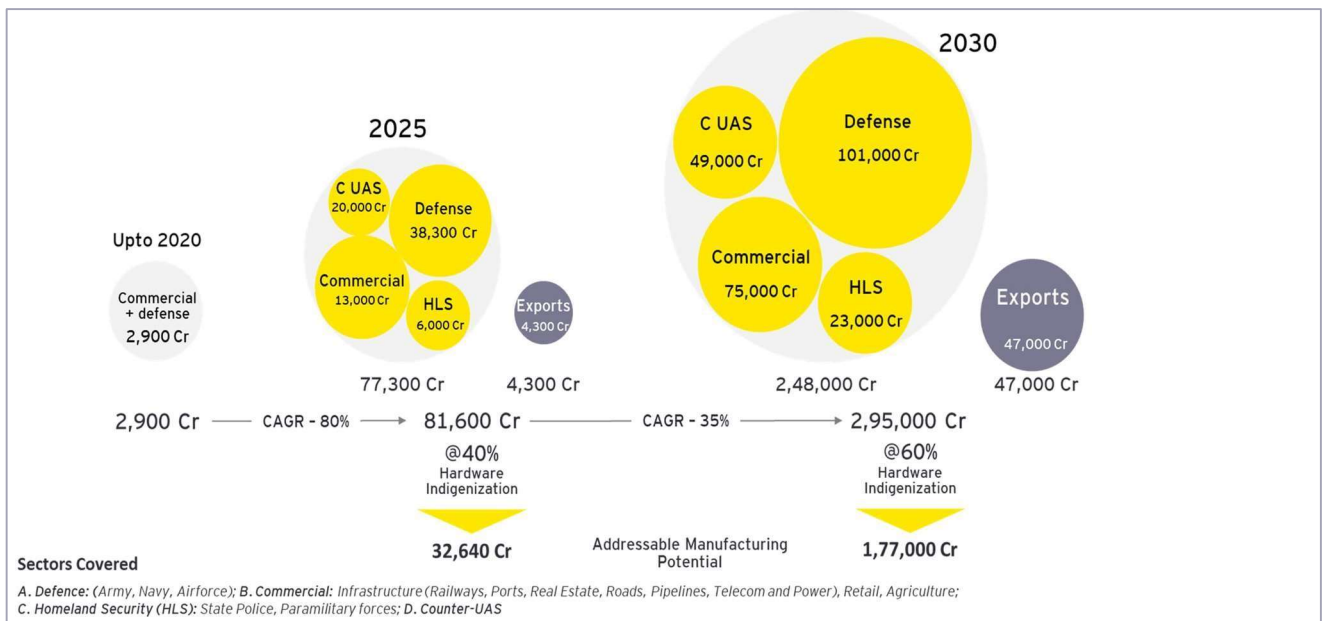 2030
2025
Upto 2020
Commercial
+ defense
2,900 Cr
C UAS
20,000 Cr
Defense
38,300 Cr
Commercial
13,000 Cr
HLS
6,000 Cr
Exports
4,300 Cr
C UAS
49,000 Cr
Defense
101,000 Cr
Commercial
75,000 Cr
HLS
23,000 Cr
Exports
47,000 Cr
77,300 Cr
4,300 Cr
2,48,000 Cr
47,000 Cr
2,900 Cr
CAGR - 80%
81,600 Cr
CAGR - 35%
2,95,000 Cr
@40%
Hardware
Indigenization
@60%
Hardware
Indigenization
32,640 Cr
Addressable Manufacturing
Potential
1,77,000 Cr
Sectors Covered
A. Defence: (Army, Navy, Airforce); B. Commercial: Infrastructure (Railways, Ports, Real Estate, Roads, Pipelines, Telecom and Power), Retail, Agriculture;
C. Homeland Security (HLS): State Police, Paramilitary forces; D. Counter-UAS